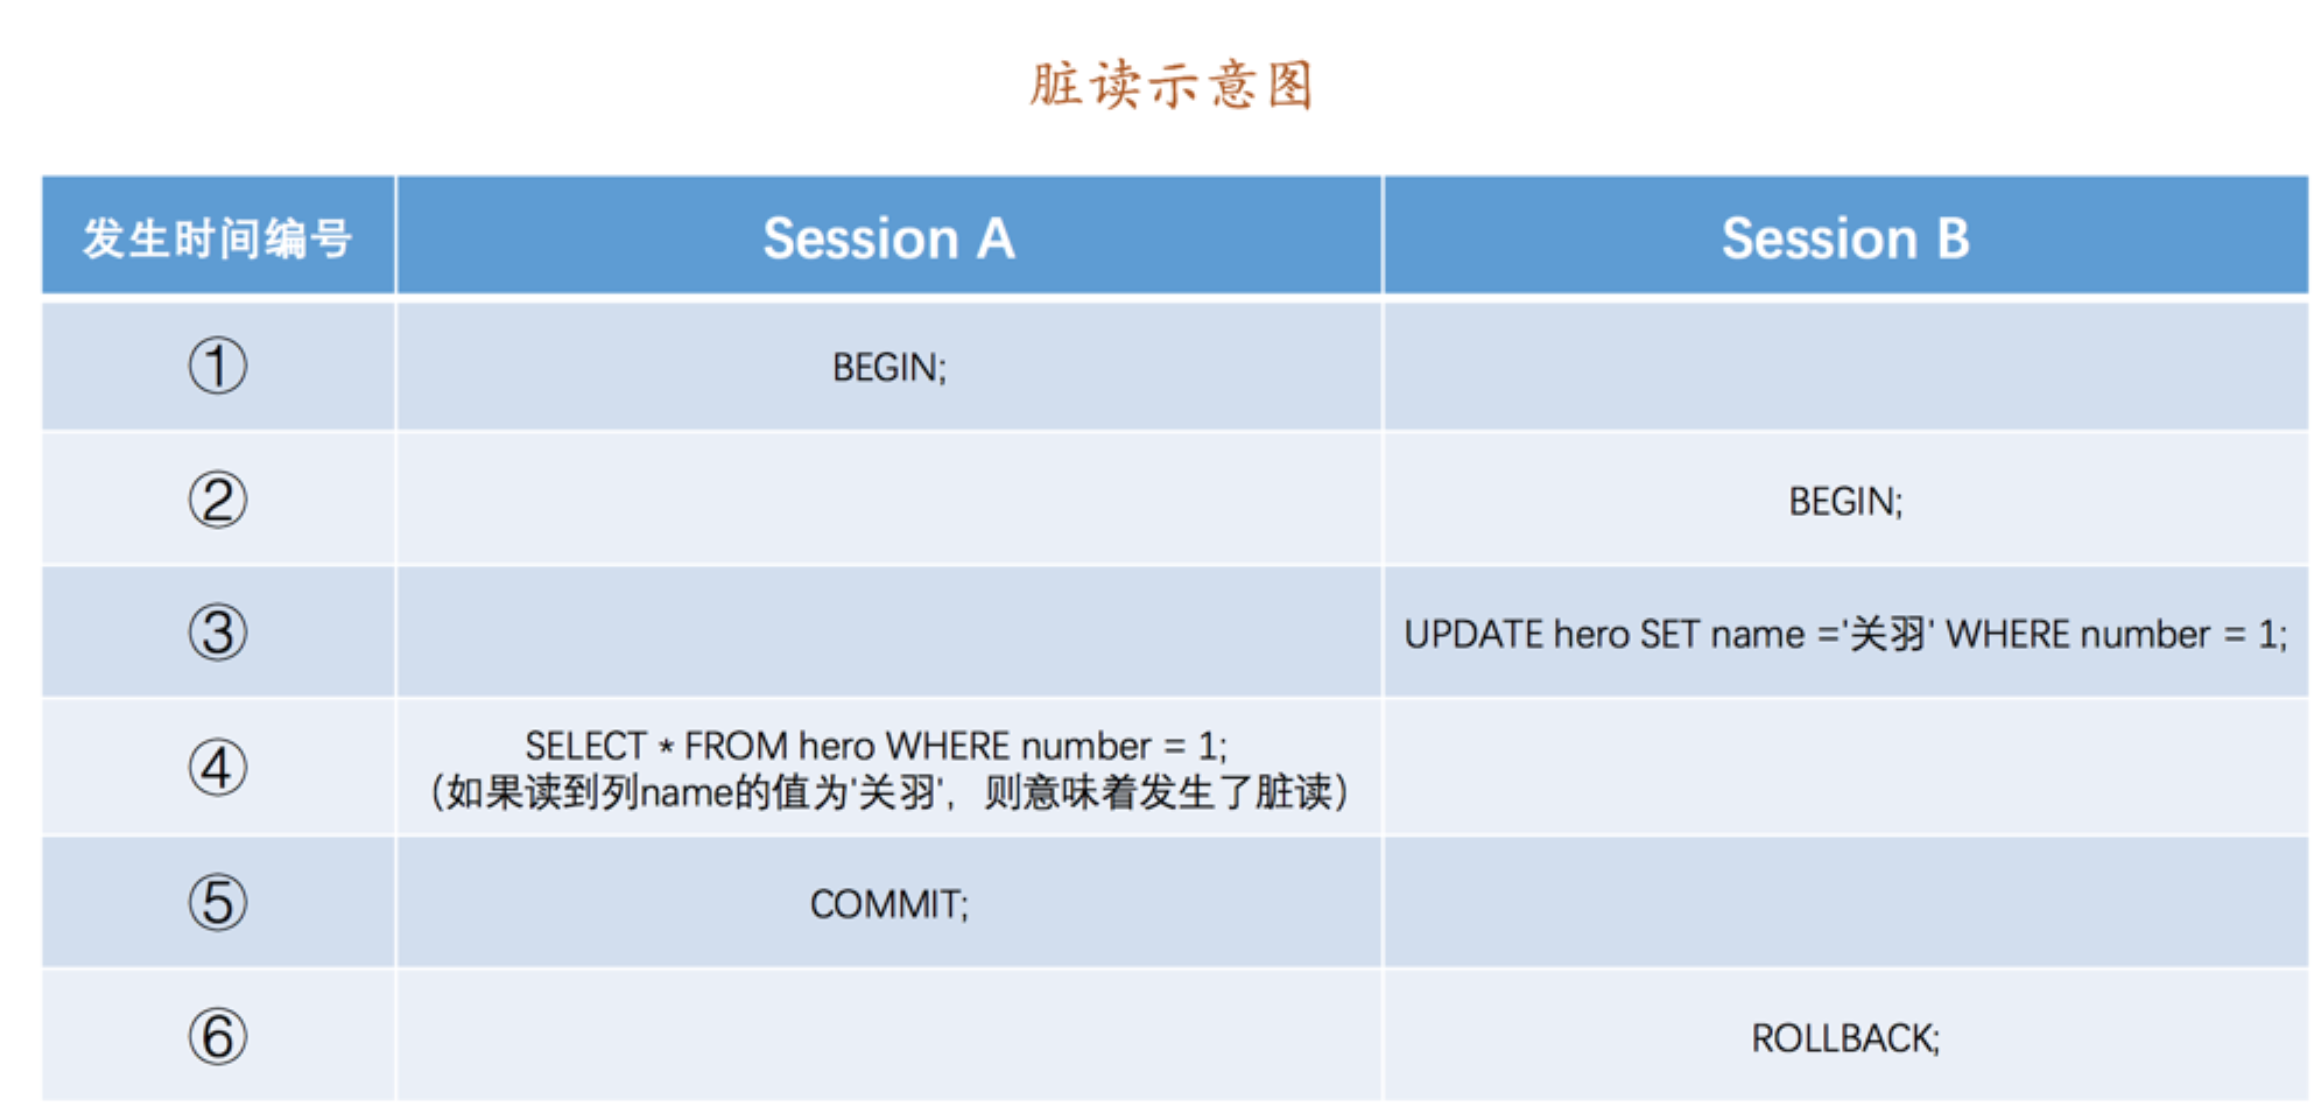 脏读示意图
发生时间编号 Session A Session B
① BEGIN;
② BEGIN;
③ UPDATE hero SET name ='关羽' WHERE number = 1;
④ SELECT * FROM hero WHERE number = 1;
（如果读到列name的值为'关羽'，则意味着发生了脏读）
⑤ COMMIT;
⑥ ROLLBACK;